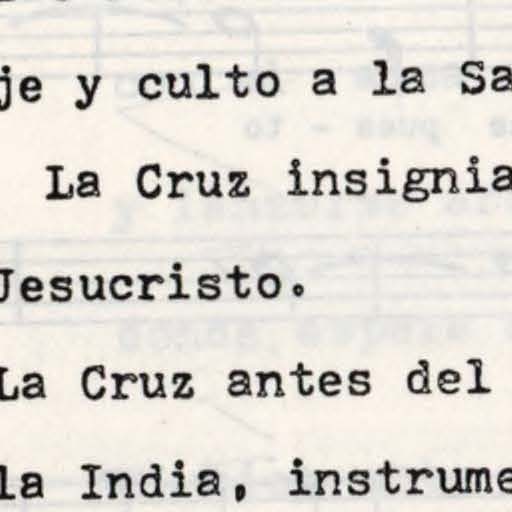 je y culto a la Sa
La Cruz insignia
Jesucristo.
La Cruz antes del
la India, instrume